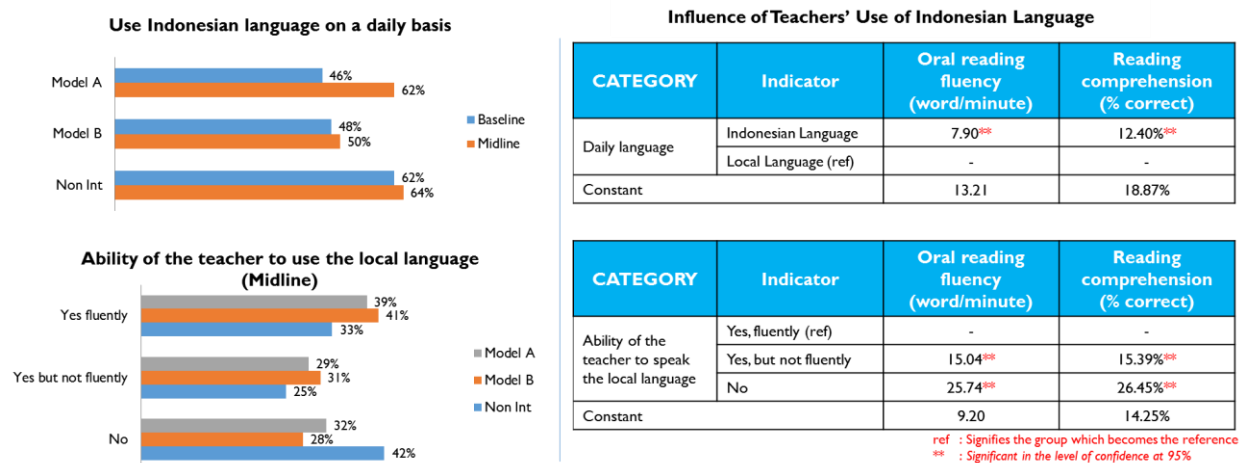 Use Indonesian language on a daily basis
Model A
46%
62%
Model B
48%
50%
Non Int
62%
64%
Baseline
Midline
Ability of the teacher to use the local language
(Midline)
Yes fluently
39%
41%
33%
Yes but not fluently
29%
31%
25%
No
32%
28%
42%
Model A
Model B
Non Int
Influence of Teachers' Use of Indonesian Language
CATEGORY Indicator Oral reading fluency (word/minute) Reading comprehension (% correct)
Daily language Indonesian Language 7.90** 12.40%**
Local Language (ref) - -
Constant 13.21 18.87%
CATEGORY Indicator Oral reading fluency (word/minute) Reading comprehension (% correct)
Ability of the teacher to speak the local language Yes, fluently (ref) - -
Yes, but not fluently 15.04** 15.39%**
No 25.74** 26.45%**
Constant 9.20 14.25%
ref : Signifies the group which becomes the reference
** : Significant in the level of confidence at 95%